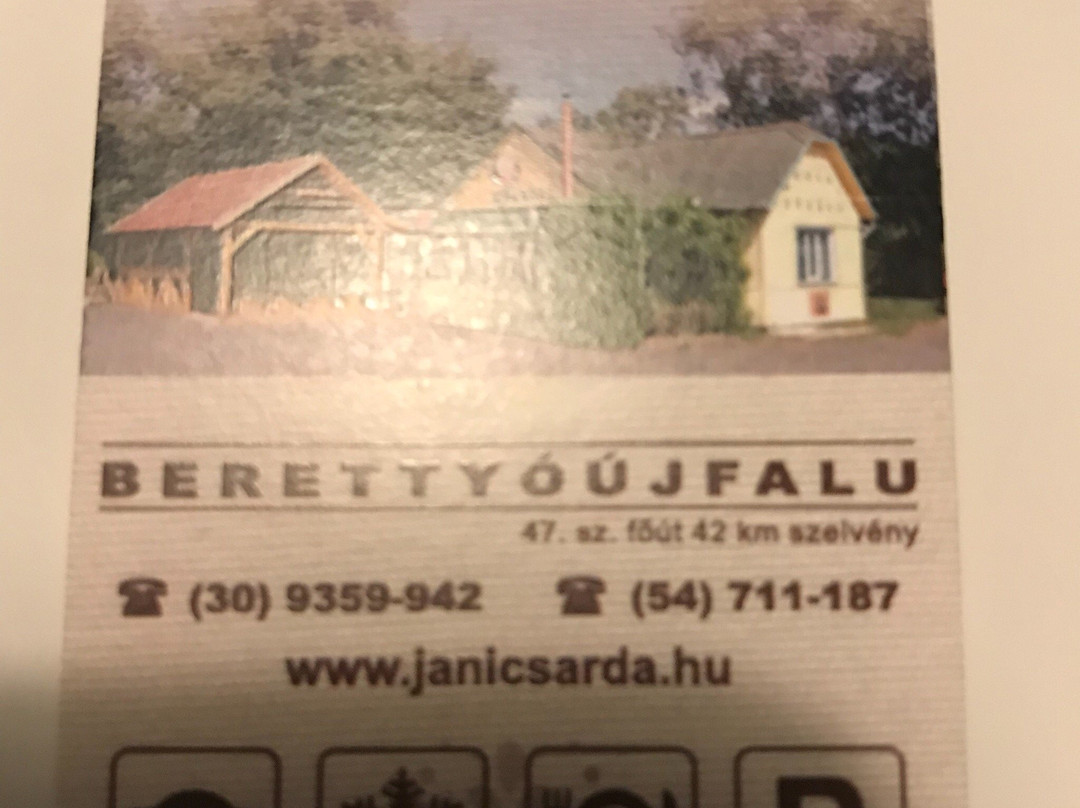 BERETTYÓÚJFALU
47. sz. főút 42 km szelvény
☎ (30) 9359-942 ☎ (54) 711-187
www.janicsarda.hu